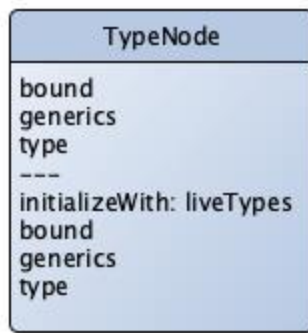 TypeNode
bound
generics
type
---
initializeWith: liveTypes
bound
generics
type